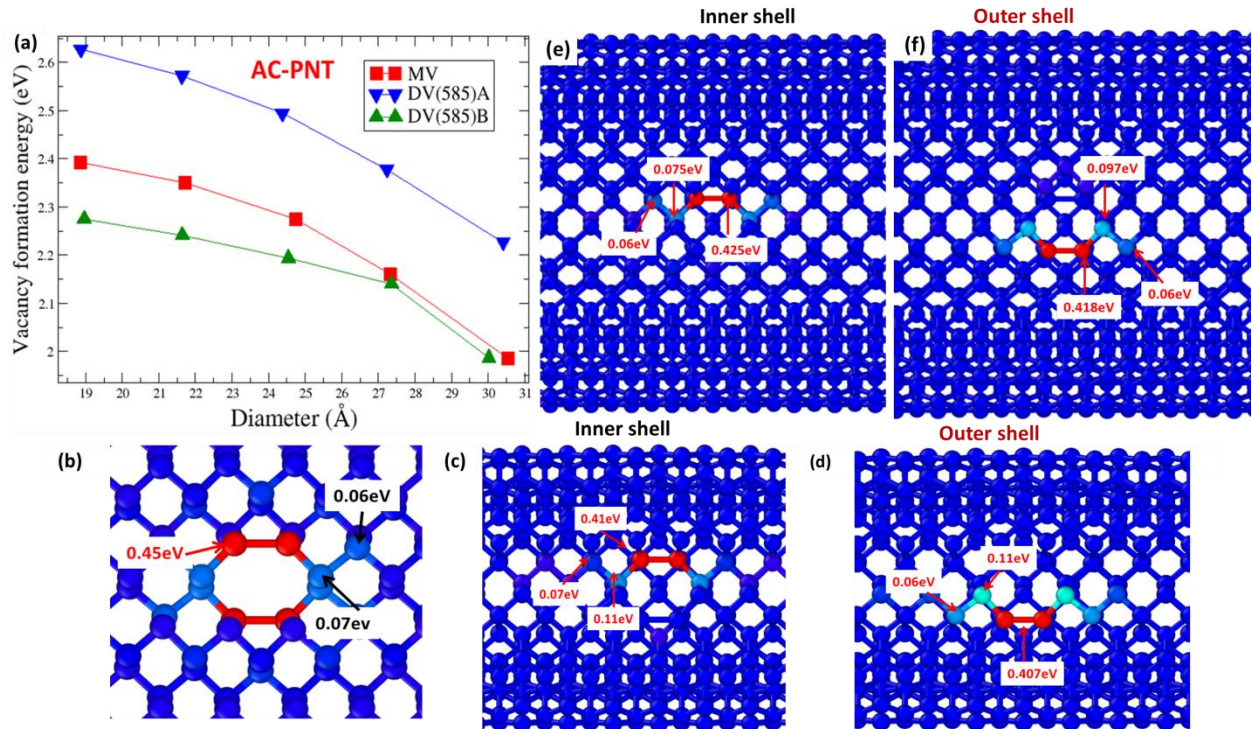 Inner shell
Outer shell
(a)
AC-PNT
MV
DV(585)A
DV(585)B
Vacancy formation energy (eV)
2.6
2.5
2.4
2.3
2.2
2.1
2
19 20 21 22 23 24 25 26 27 28 29 30 31
Diameter (Å)
(e)
0.075eV
0.06eV
0.425eV
(f)
0.097eV
0.418eV
0.06eV
(b)
0.06eV
0.45eV
0.07ev
Inner shell
(c)
0.41eV
0.07eV
0.11eV
Outer shell
(d)
0.11eV
0.06eV
0.407eV